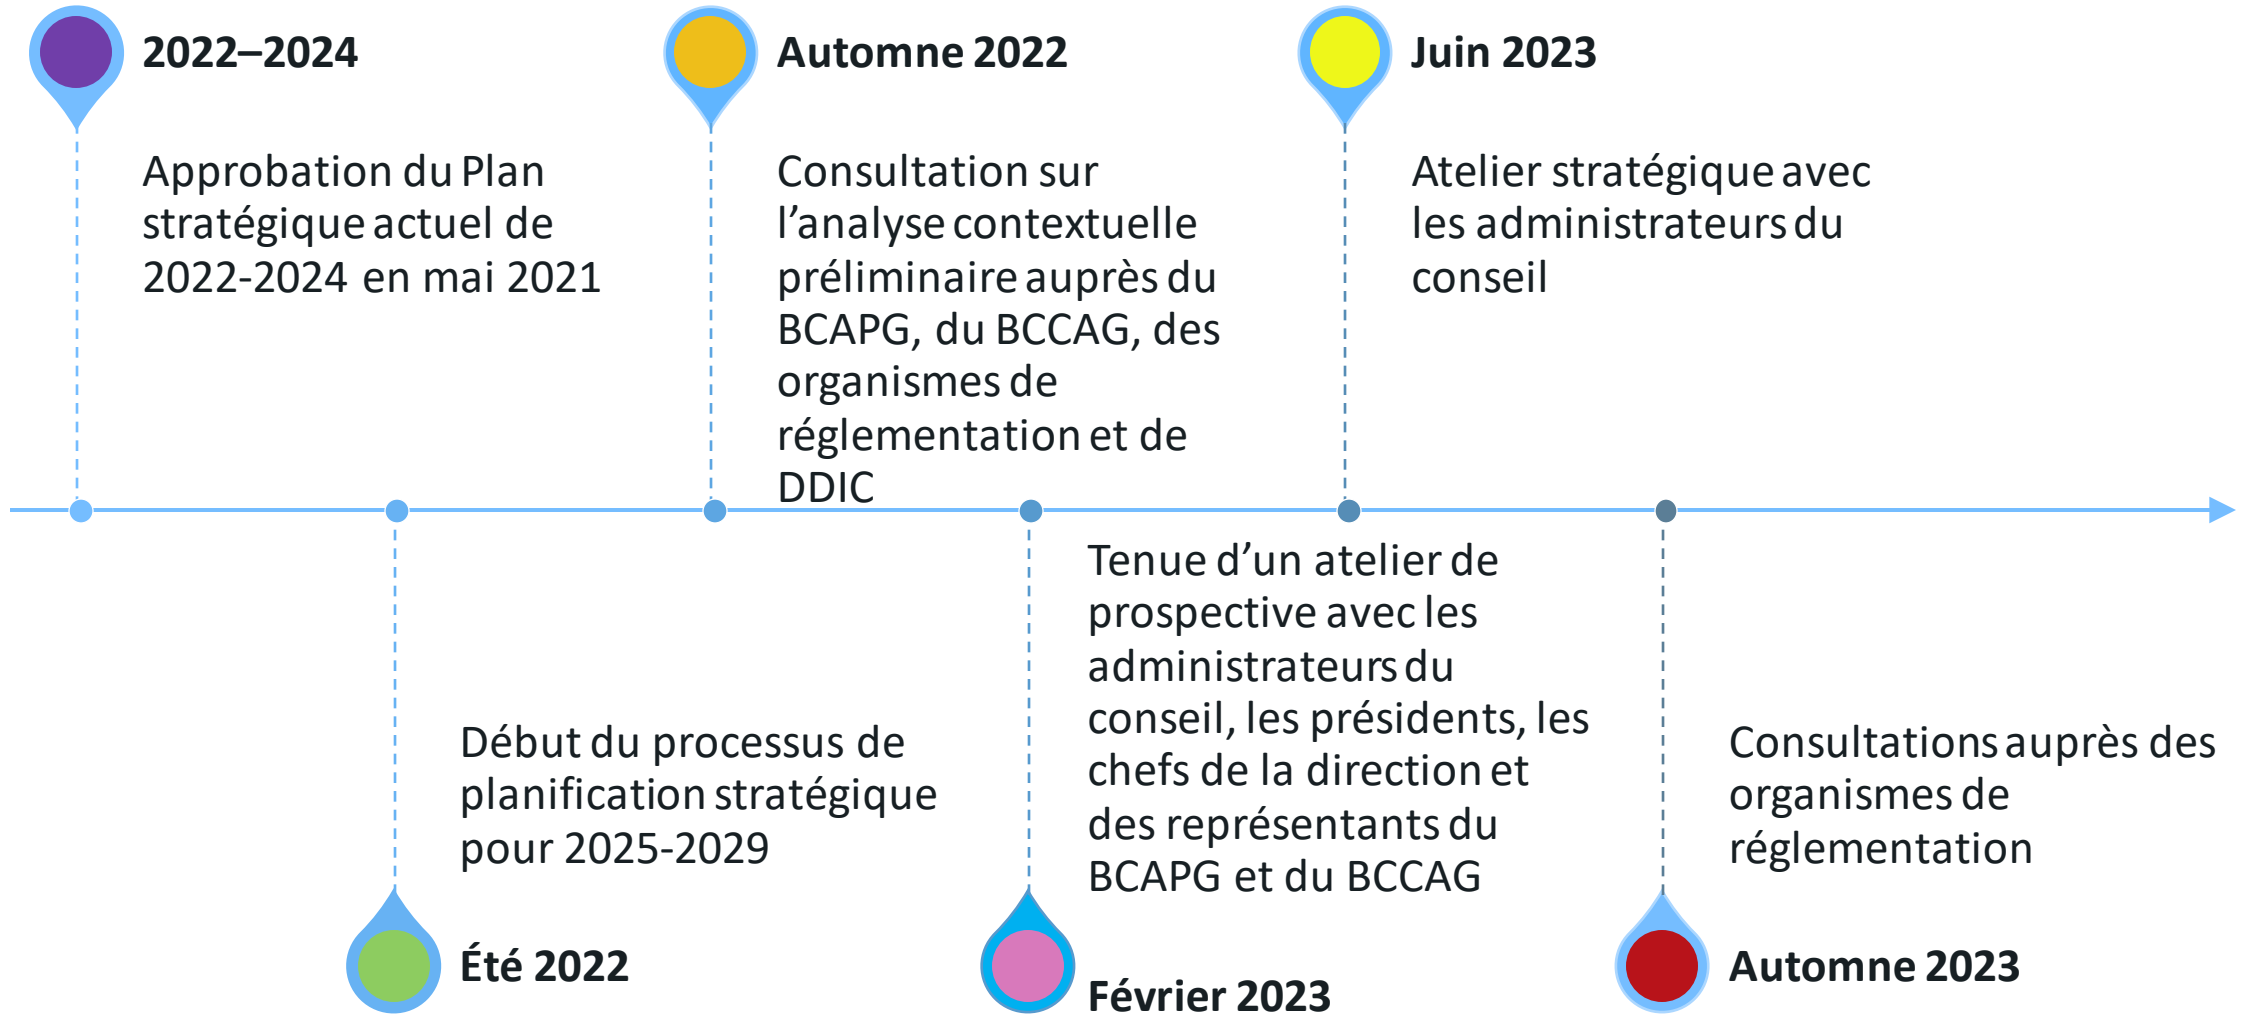 2022–2024
Approbation du Plan
stratégique actuel de
2022-2024 en mai 2021
Automne 2022
Consultation sur
l’analyse contextuelle
préliminaire auprès du
BCAPG, du BCCAG, des
organismes de
réglementation et de
DDIC
Juin 2023
Atelier stratégique avec
les administrateurs du
conseil
Début du processus de
planification stratégique
pour 2025-2029
Été 2022
Tenue d’un atelier de
prospective avec les
administrateurs du
conseil, les présidents, les
chefs de la direction et
des représentants du
BCAPG et du BCCAG
Février 2023
Consultations auprès des
organismes de
réglementation
Automne 2023